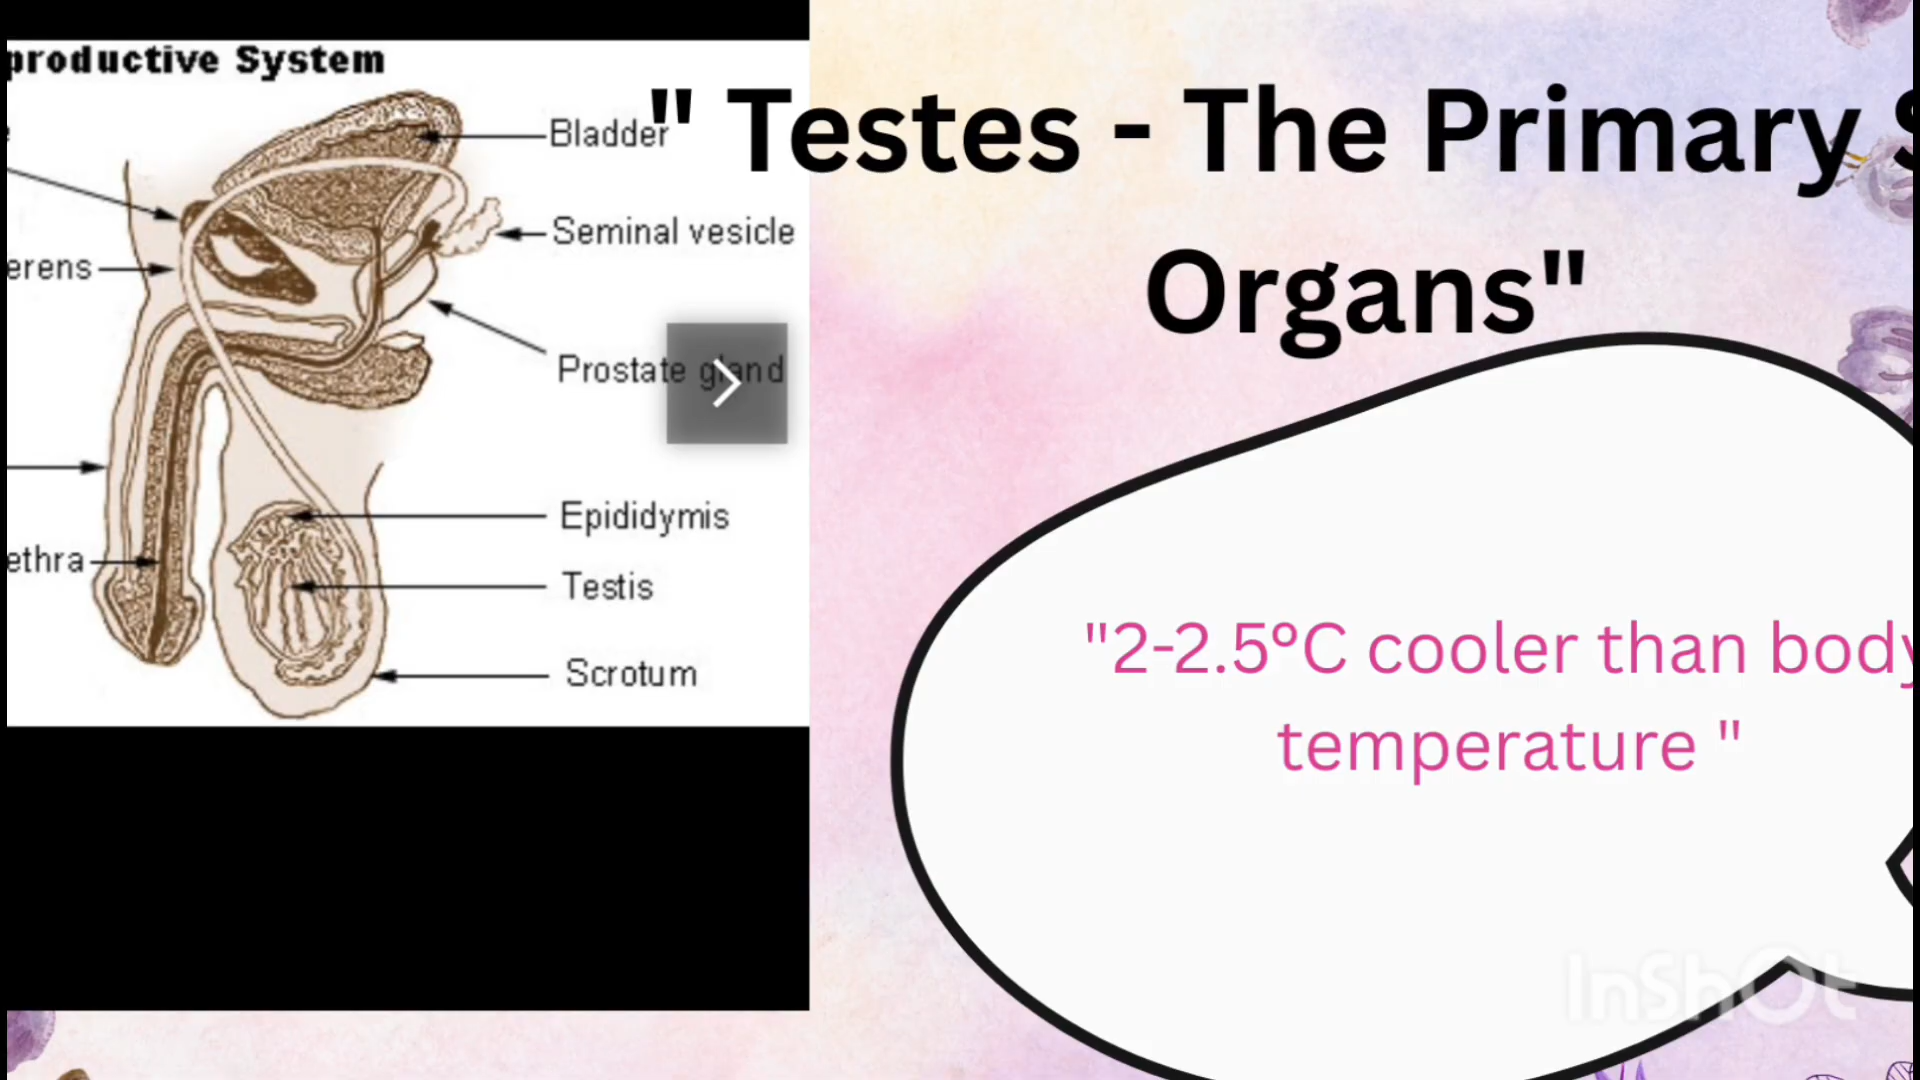 productive System
Bladder
Seminal vesicle
erens
Prostate gland
Epididymis
ethra
Testis
Scrotum
" Testes - The Primary S
Organs"
"2-2.5°C cooler than body
temperature "
InShOt